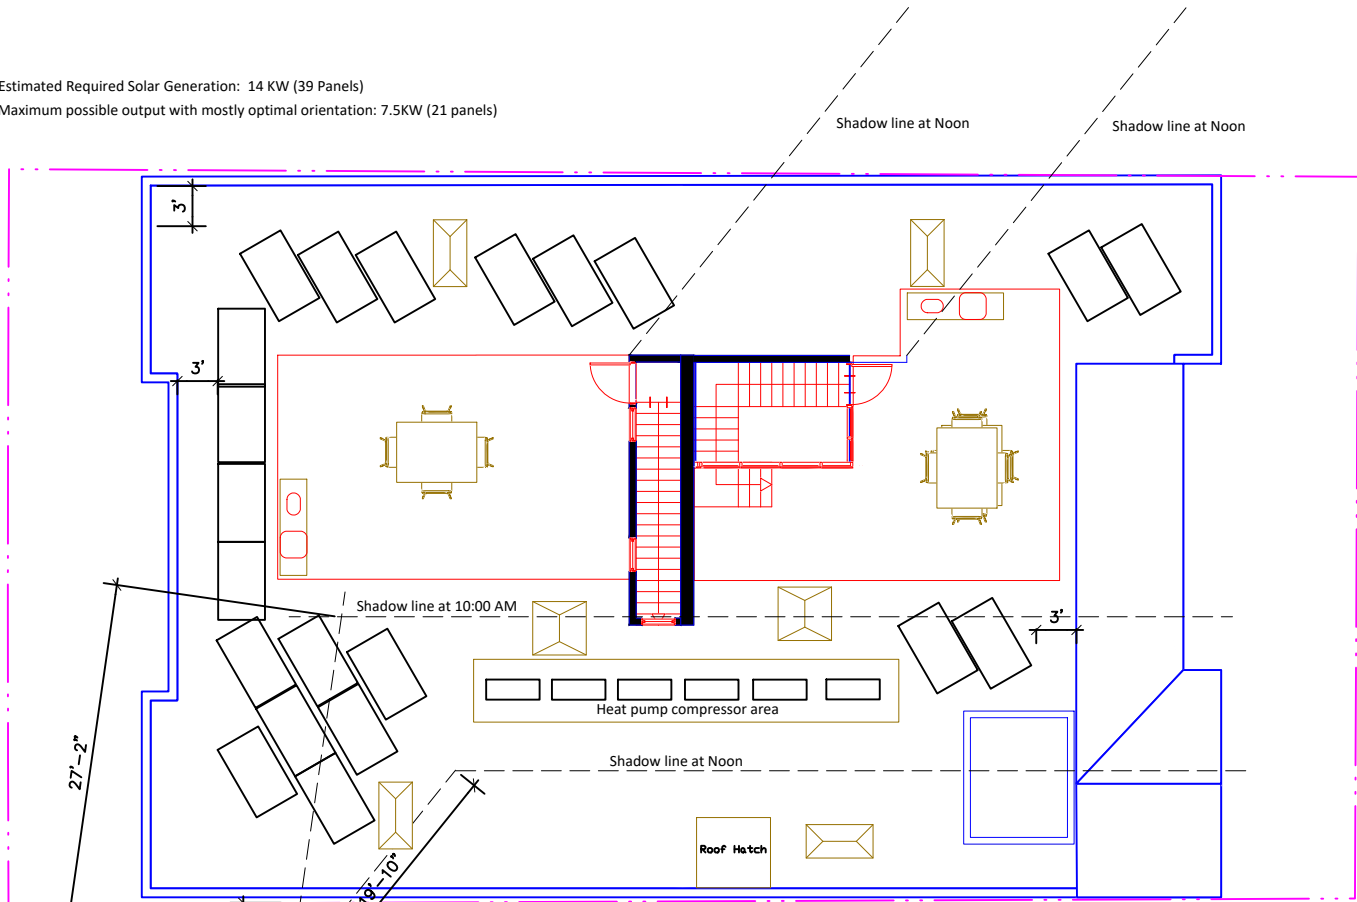 Estimated Required Solar Generation: 14 KW (39 Panels)
Maximum possible output with mostly optimal orientation: 7.5KW (21 panels)
Shadow line at Noon
Shadow line at Noon
3'
3'
Shadow line at 10:00 AM
3'
Heat pump compressor area
27'-2"
Shadow line at Noon
Roof Hatch
19'-10"